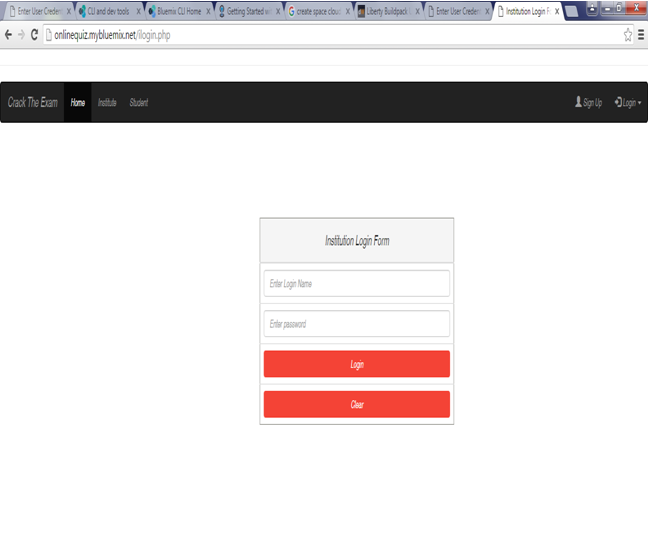 Enter User Creden
CLI and dev tools
Bluemix CLI Home
Getting Started w
create space cloud
Liberty Buildpack
Enter User Creden
Institution Login F
onlinequiz.mybluemix.net/ilogin.php
Crack The Exam
Home
Institute
Student
Sign Up
Login
Institution Login Form
Enter Login Name
Enter password
Login
Clear